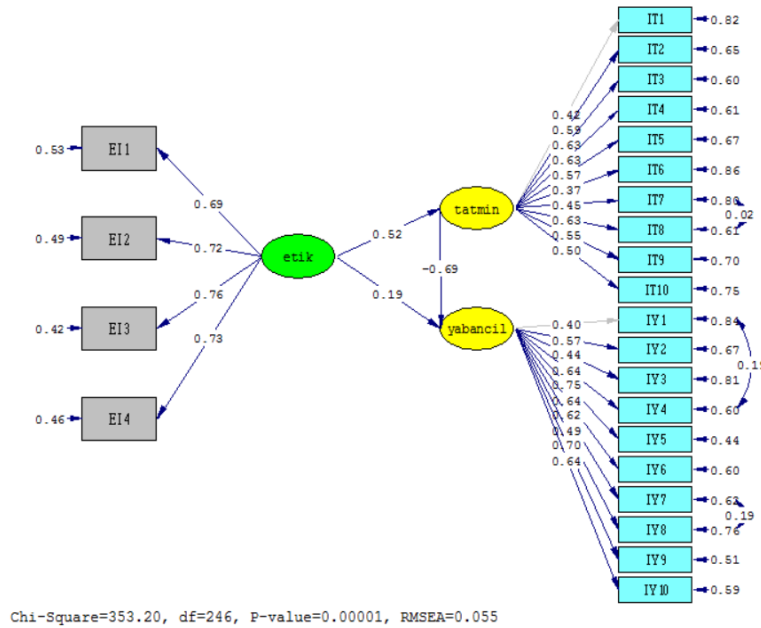 IT1 0.82
IT2 0.65
IT3 0.60
IT4 0.61
IT5 0.67
IT6 0.86
IT7 0.80
0.02
IT8 0.61
IT9 0.70
IT10 0.75
IY1 0.84
IY2 0.67
IY3 0.81
IY4 0.60
IY5 0.44
IY6 0.60
IY7 0.62
0.19
IY8 0.76
IY9 0.51
IY10 0.59
0.42
0.59
0.63
0.63
0.57
0.37
0.45
0.63
0.55
0.50
0.40
0.57
0.44
0.64
0.75
0.64
0.62
0.49
0.70
0.64
0.53 EI1
0.49 EI2
0.42 EI3
0.46 EI4
0.69
0.72
0.76
0.73
etik
0.52
0.19
tatmin
-0.69
yabancil
Chi-Square=353.20, df=246, P-value=0.00001, RMSEA=0.055